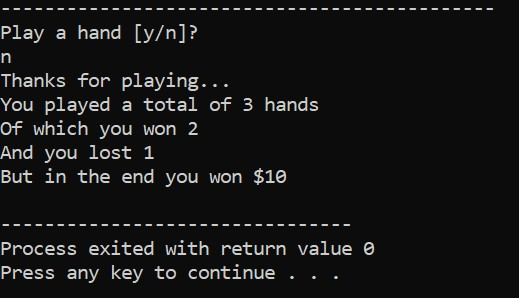 ---------------------------------------------
Play a hand [y/n]?
n
Thanks for playing...
You played a total of 3 hands
Of which you won 2
And you lost 1
But in the end you won $10
--------------------------------
Process exited with return value 0
Press any key to continue . . .